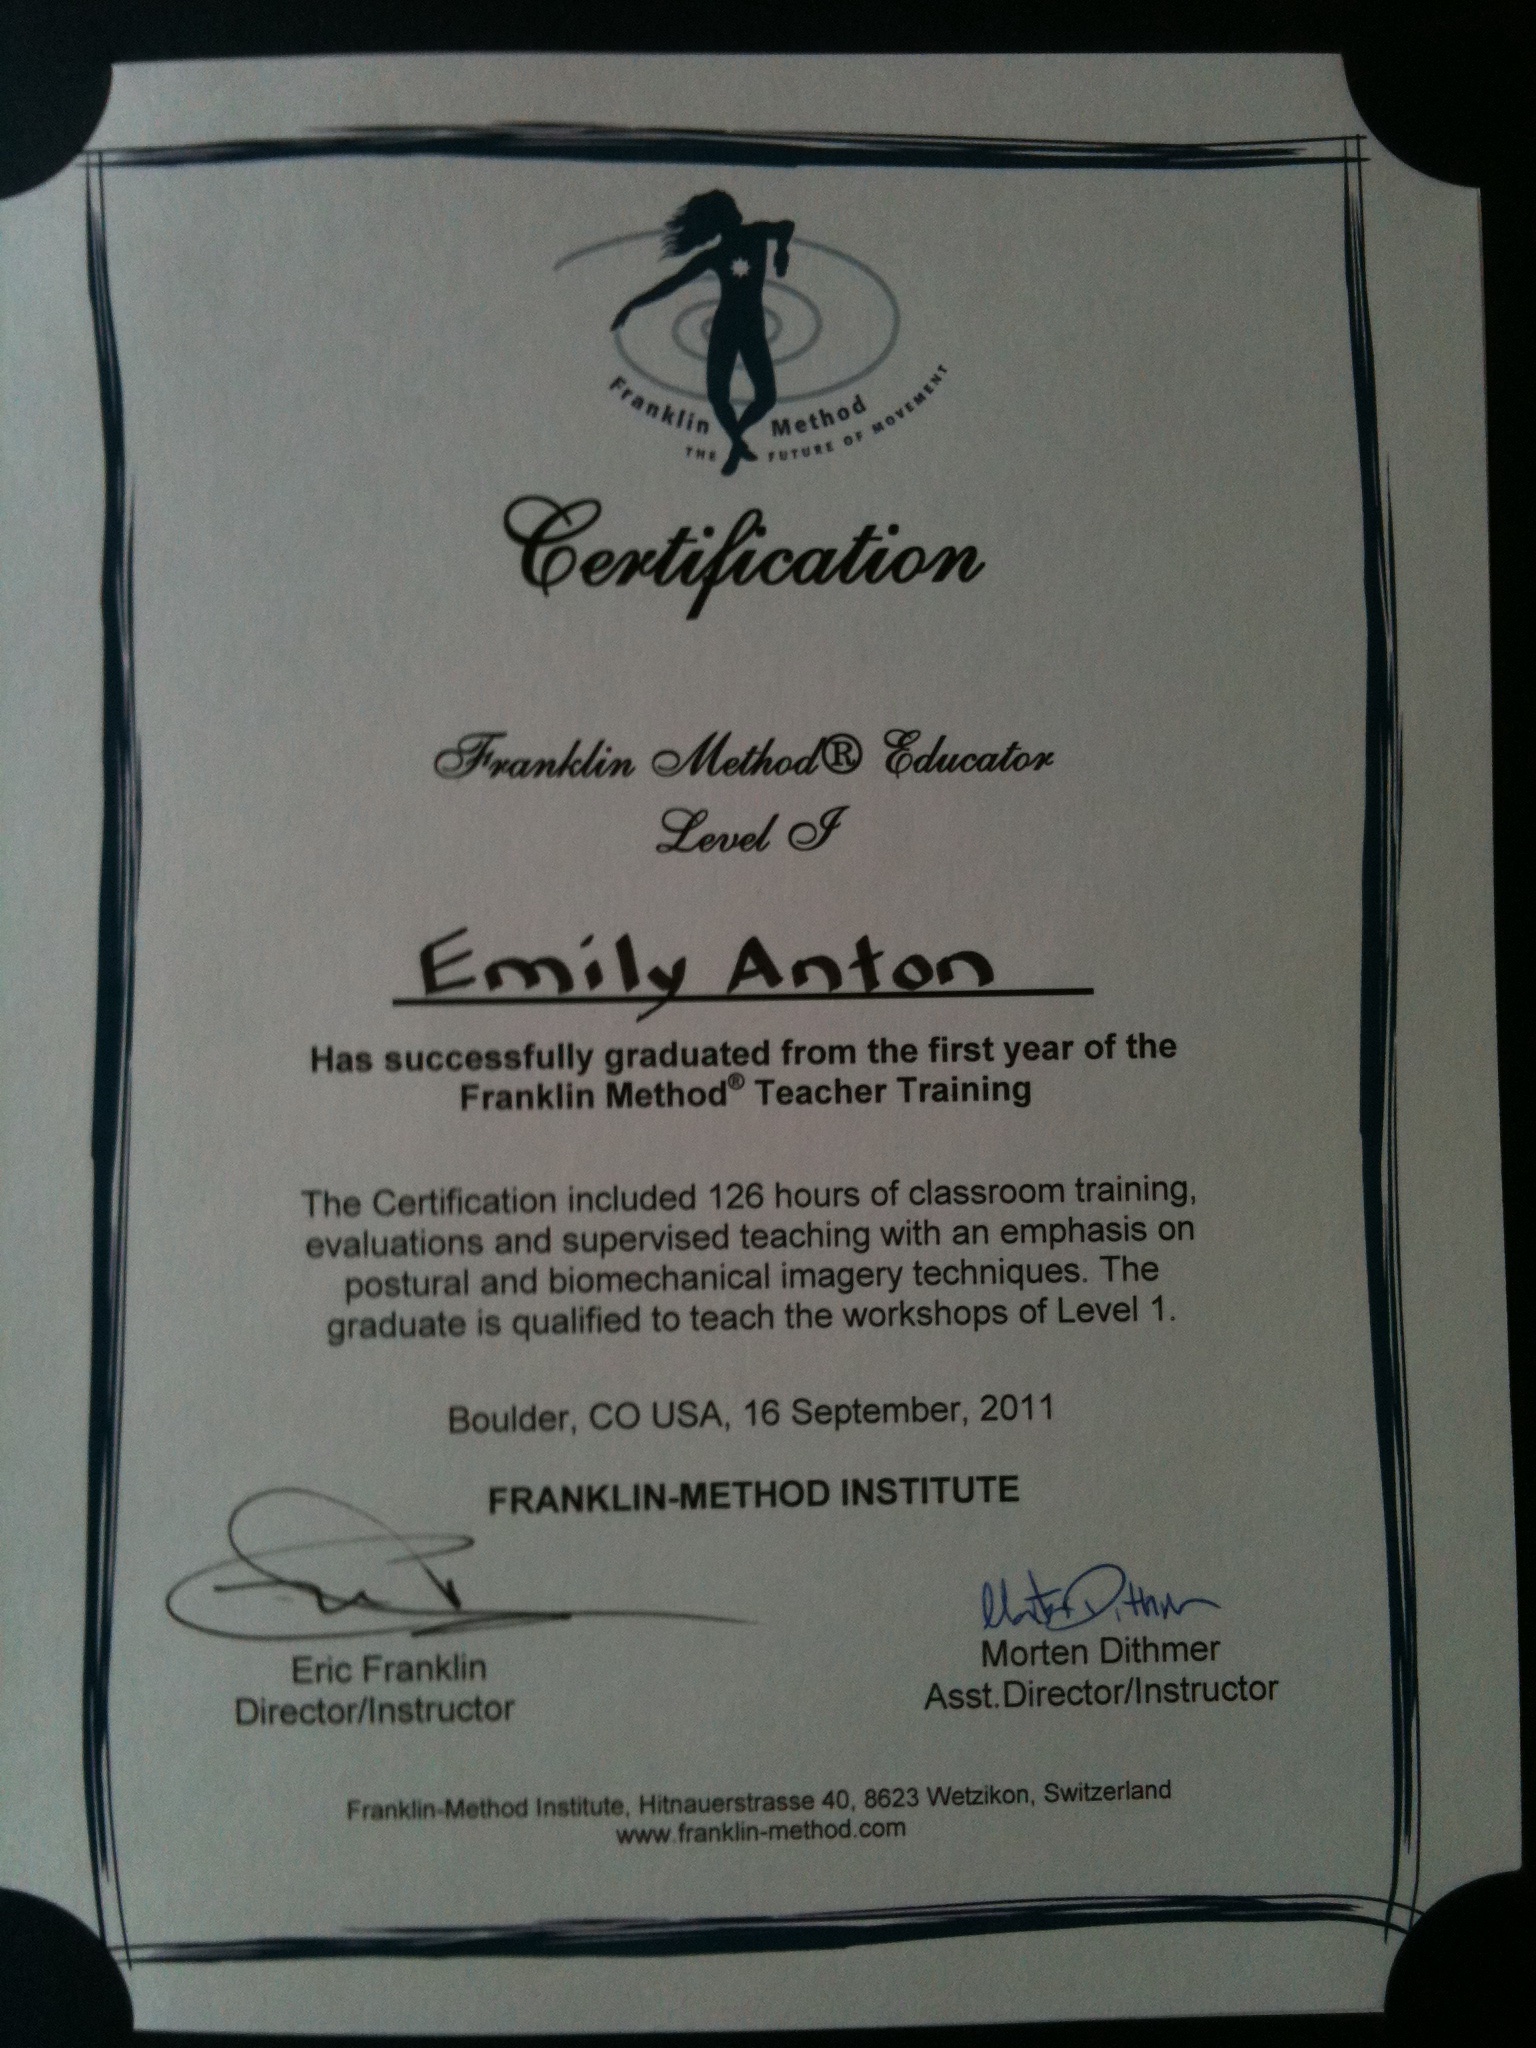 Franklin Method
THE FUTURE OF MOVEMENT
Certification
Franklin Method® Educator
Level I
Emily Anton
Has successfully graduated from the first year of the
Franklin Method® Teacher Training
The Certification included 126 hours of classroom training,
evaluations and supervised teaching with an emphasis on
postural and biomechanical imagery techniques. The
graduate is qualified to teach the workshops of Level 1.
Boulder, CO USA, 16 September, 2011
FRANKLIN-METHOD INSTITUTE
Eric Franklin
Director/Instructor
Morten Dithmer
Morten Dithmer
Asst.Director/Instructor
Franklin-Method Institute, Hitnauerstrasse 40, 8623 Wetzikon, Switzerland
www.franklin-method.com